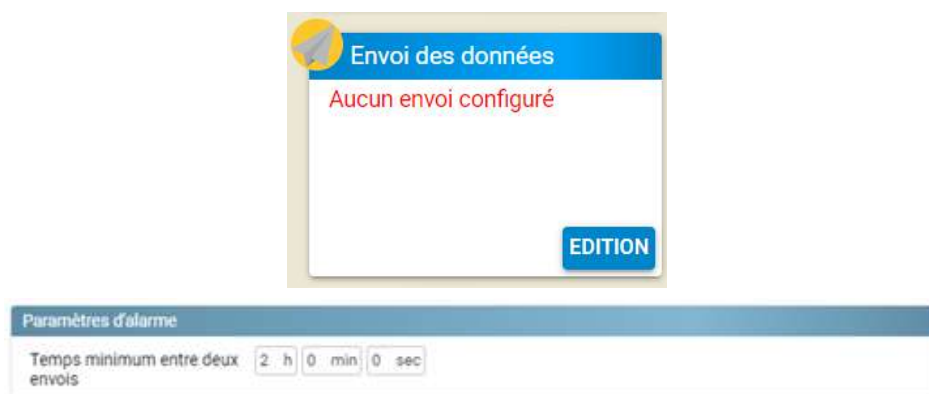 Envoi des données
Aucun envoi configuré
EDITION
Paramètres d'alarme
Temps minimum entre deux 2 h 0 min 0 sec
envois